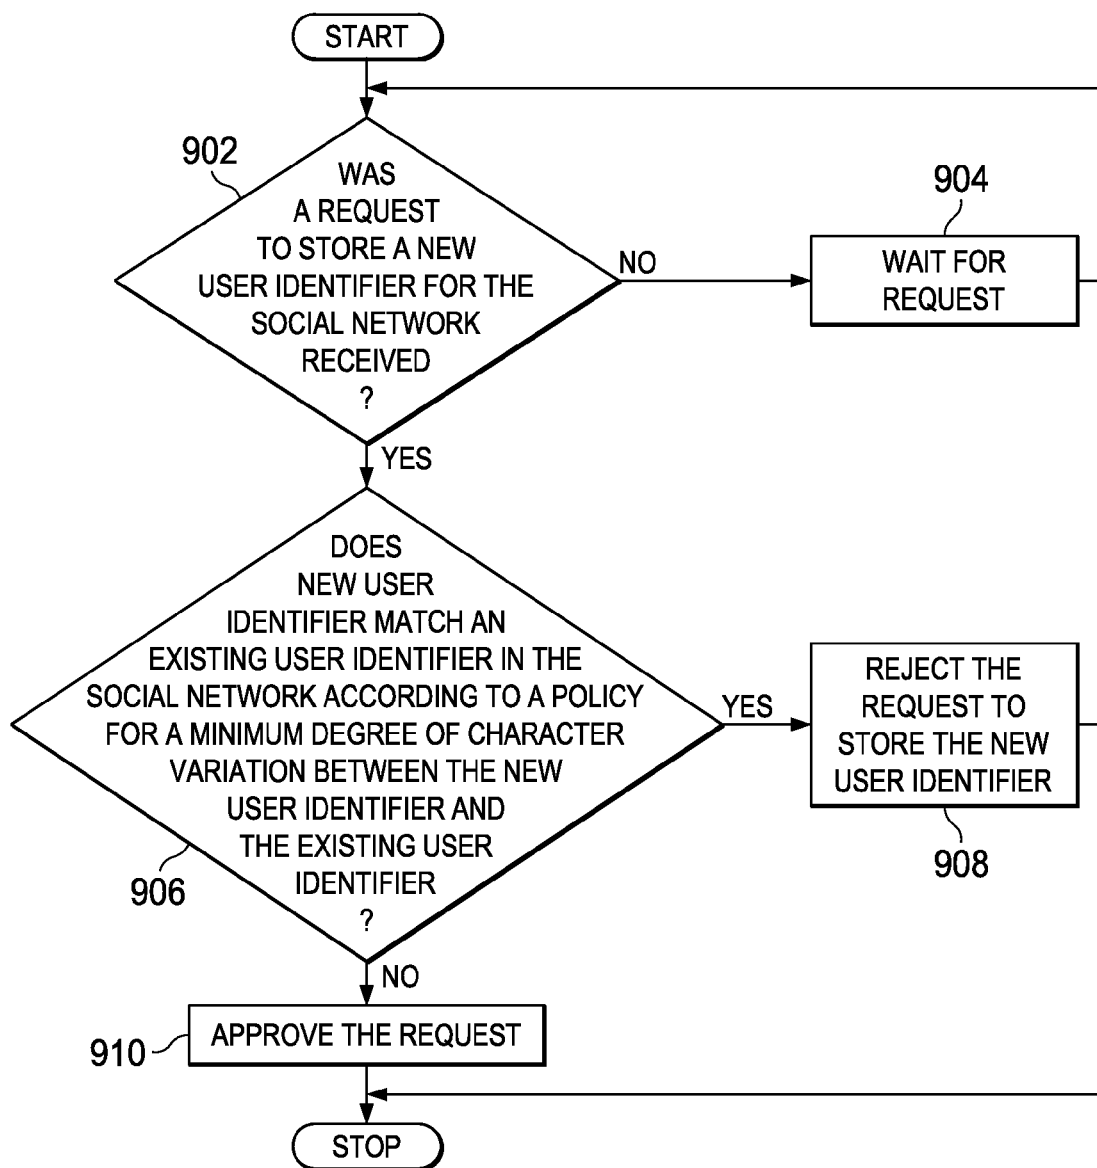 START
902
WAS
A REQUEST
TO STORE A NEW
USER IDENTIFIER FOR THE
SOCIAL NETWORK
RECEIVED
?
NO
904
WAIT FOR
REQUEST
YES
DOES
NEW USER
IDENTIFIER MATCH AN
EXISTING USER IDENTIFIER IN THE
SOCIAL NETWORK ACCORDING TO A POLICY
FOR A MINIMUM DEGREE OF CHARACTER
VARIATION BETWEEN THE NEW
USER IDENTIFIER AND
THE EXISTING USER
IDENTIFIER
?
906
YES
REJECT THE
REQUEST TO
STORE THE NEW
USER IDENTIFIER
908
NO
APPROVE THE REQUEST
910
STOP